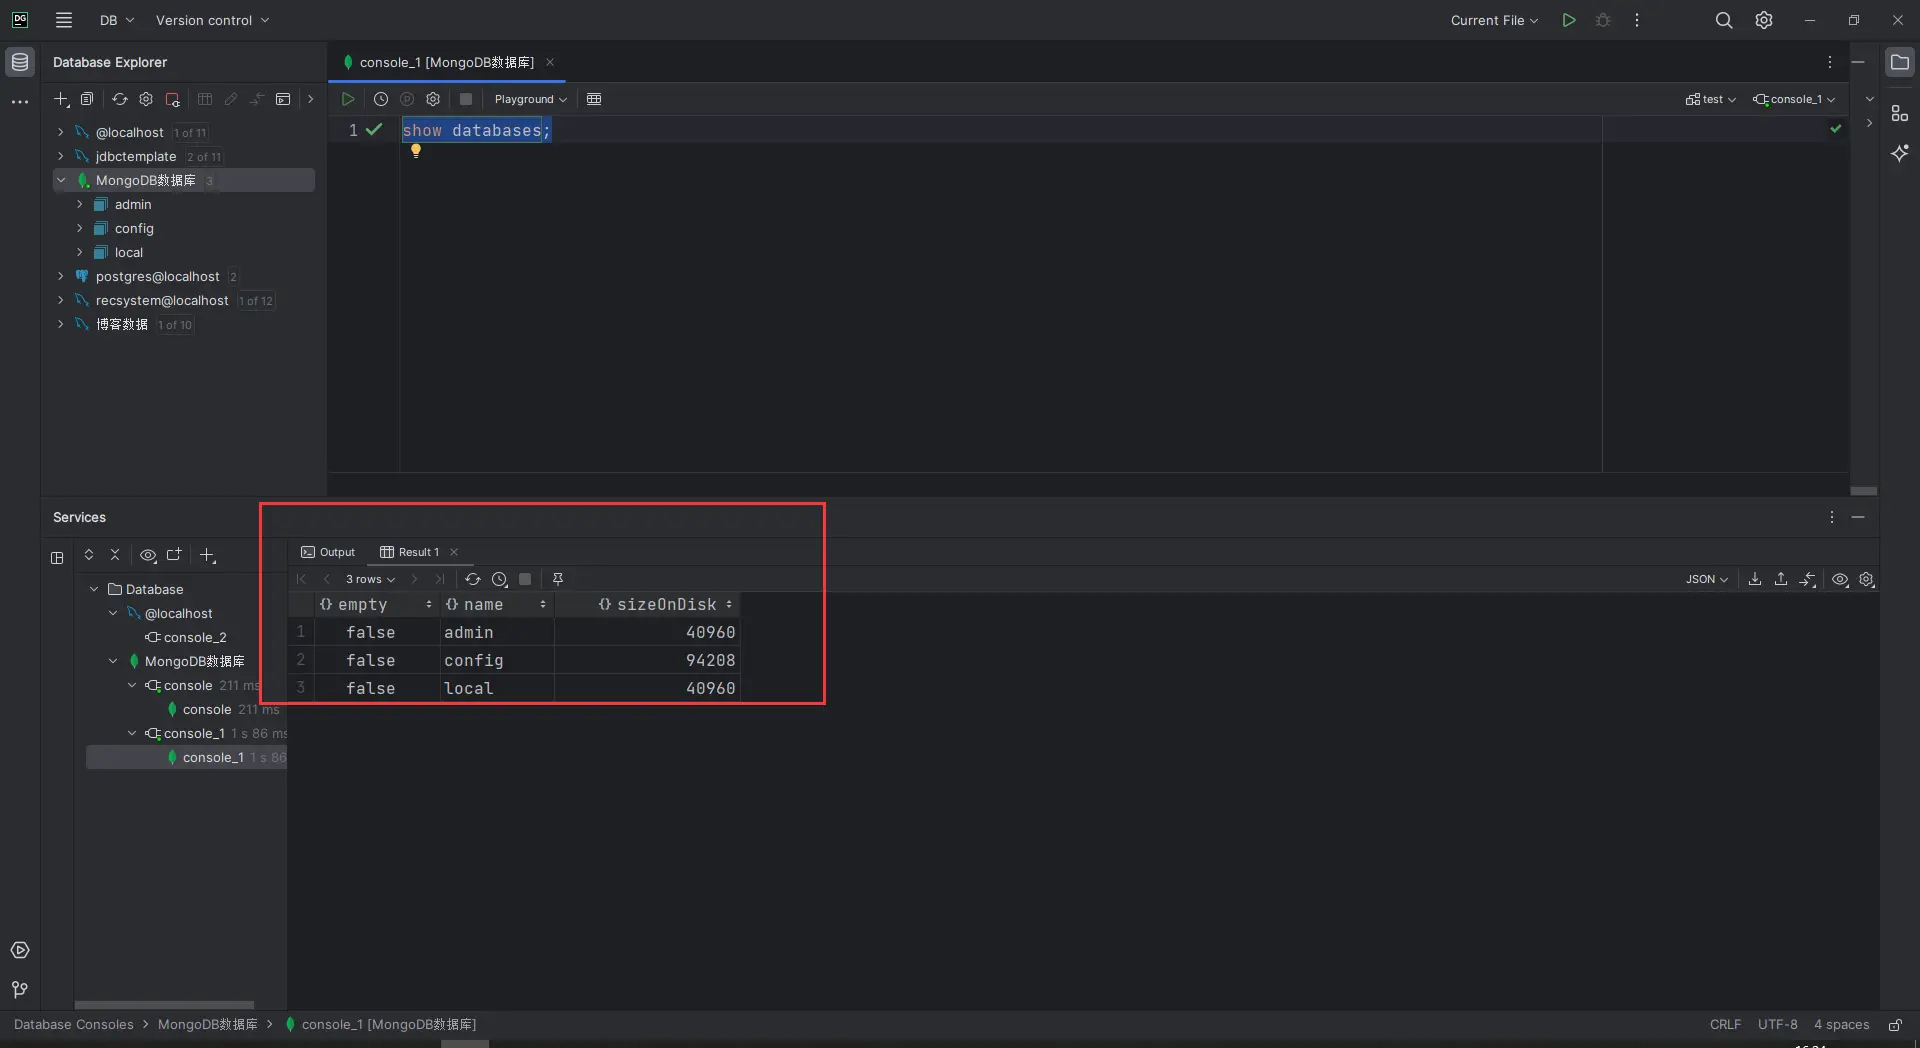 DG
DB
Version control
Current File
Database Explorer
console_1 [MongoDB数据库]
Playground
test
console_1
@localhost 1 of 11
jdbctemplate 2 of 11
MongoDB数据库 3
admin
config
local
postgres@localhost 2
recsystem@localhost 1 of 12
博客数据 1 of 10
1
show databases;
Services
Output
Result 1
3 rows
JSON
Database
@localhost
console_2
MongoDB数据库
console 211 ms
console 211 ms
console_1 1 s 86 ms
console_1 1 s 86
{} empty {} name {} sizeOnDisk
1 false admin 40960
2 false config 94208
3 false local 40960
Database Consoles
MongoDB数据库
console_1 [MongoDB数据库]
CRLF
UTF-8
4 spaces